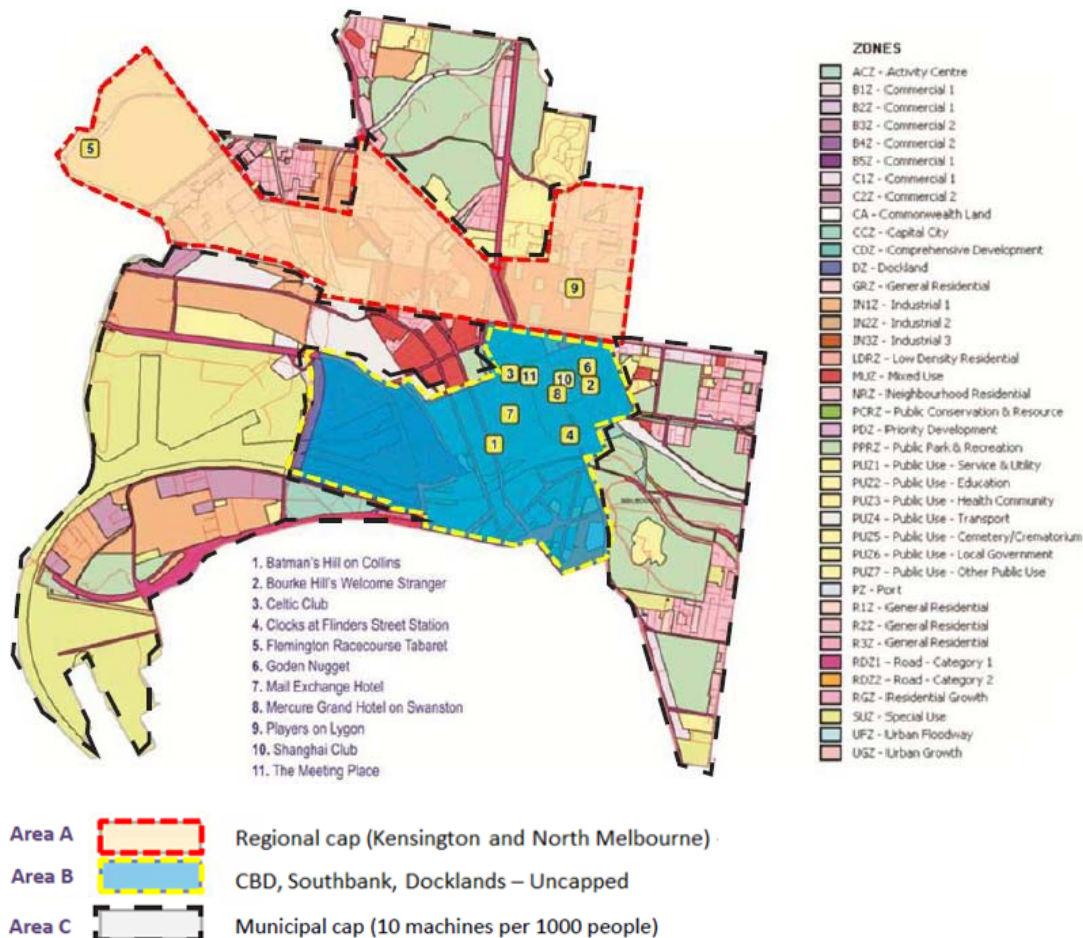 ZONES
ACZ - Activity Centre
B1Z - Commercial 1
B2Z - Commercial 1
B3Z - Commercial 2
B4Z - Commercial 2
B5Z - Commercial 1
C1Z - Commercial 1
C2Z - Commercial 2
CA - Commonwealth Land
CCZ - Capital City
CDZ - Comprehensive Development
DZ - Dockland
GRZ - General Residential
IN1Z - Industrial 1
IN2Z - Industrial 2
IN3Z - Industrial 3
LDRZ - Low Density Residential
MUZ - Mixed Use
NRZ - Neighbourhood Residential
PCRZ - Public Conservation & Resource
PDZ - Priority Development
PPRZ - Public Park & Recreation
PUZ1 - Public Use - Service & Utility
PUZ2 - Public Use - Education
PUZ3 - Public Use - Health Community
PUZ4 - Public Use - Transport
PUZ5 - Public Use - Cemetery/Crematorium
PUZ6 - Public Use - Local Government
PUZ7 - Public Use - Other Public Use
PZ - Port
R1Z - General Residential
R2Z - General Residential
R3Z - General Residential
RDZ1 - Road - Category 1
RDZ2 - Road - Category 2
RGZ - Residential Growth
SUZ - Special Use
UFZ - Urban Floodway
UGZ - Urban Growth
5
9
3
11
10
6
2
8
7
1
4
1. Batman's Hill on Collins
2. Bourke Hill's Welcome Stranger
3. Celtic Club
4. Clocks at Flinders Street Station
5. Flemington Racecourse Tabaret
6. Goden Nugget
7. Mail Exchange Hotel
8. Mercure Grand Hotel on Swanston
9. Players on Lygon
10. Shanghai Club
11. The Meeting Place
Area A Regional cap (Kensington and North Melbourne)
Area B CBD, Southbank, Docklands – Uncapped
Area C Municipal cap (10 machines per 1000 people)